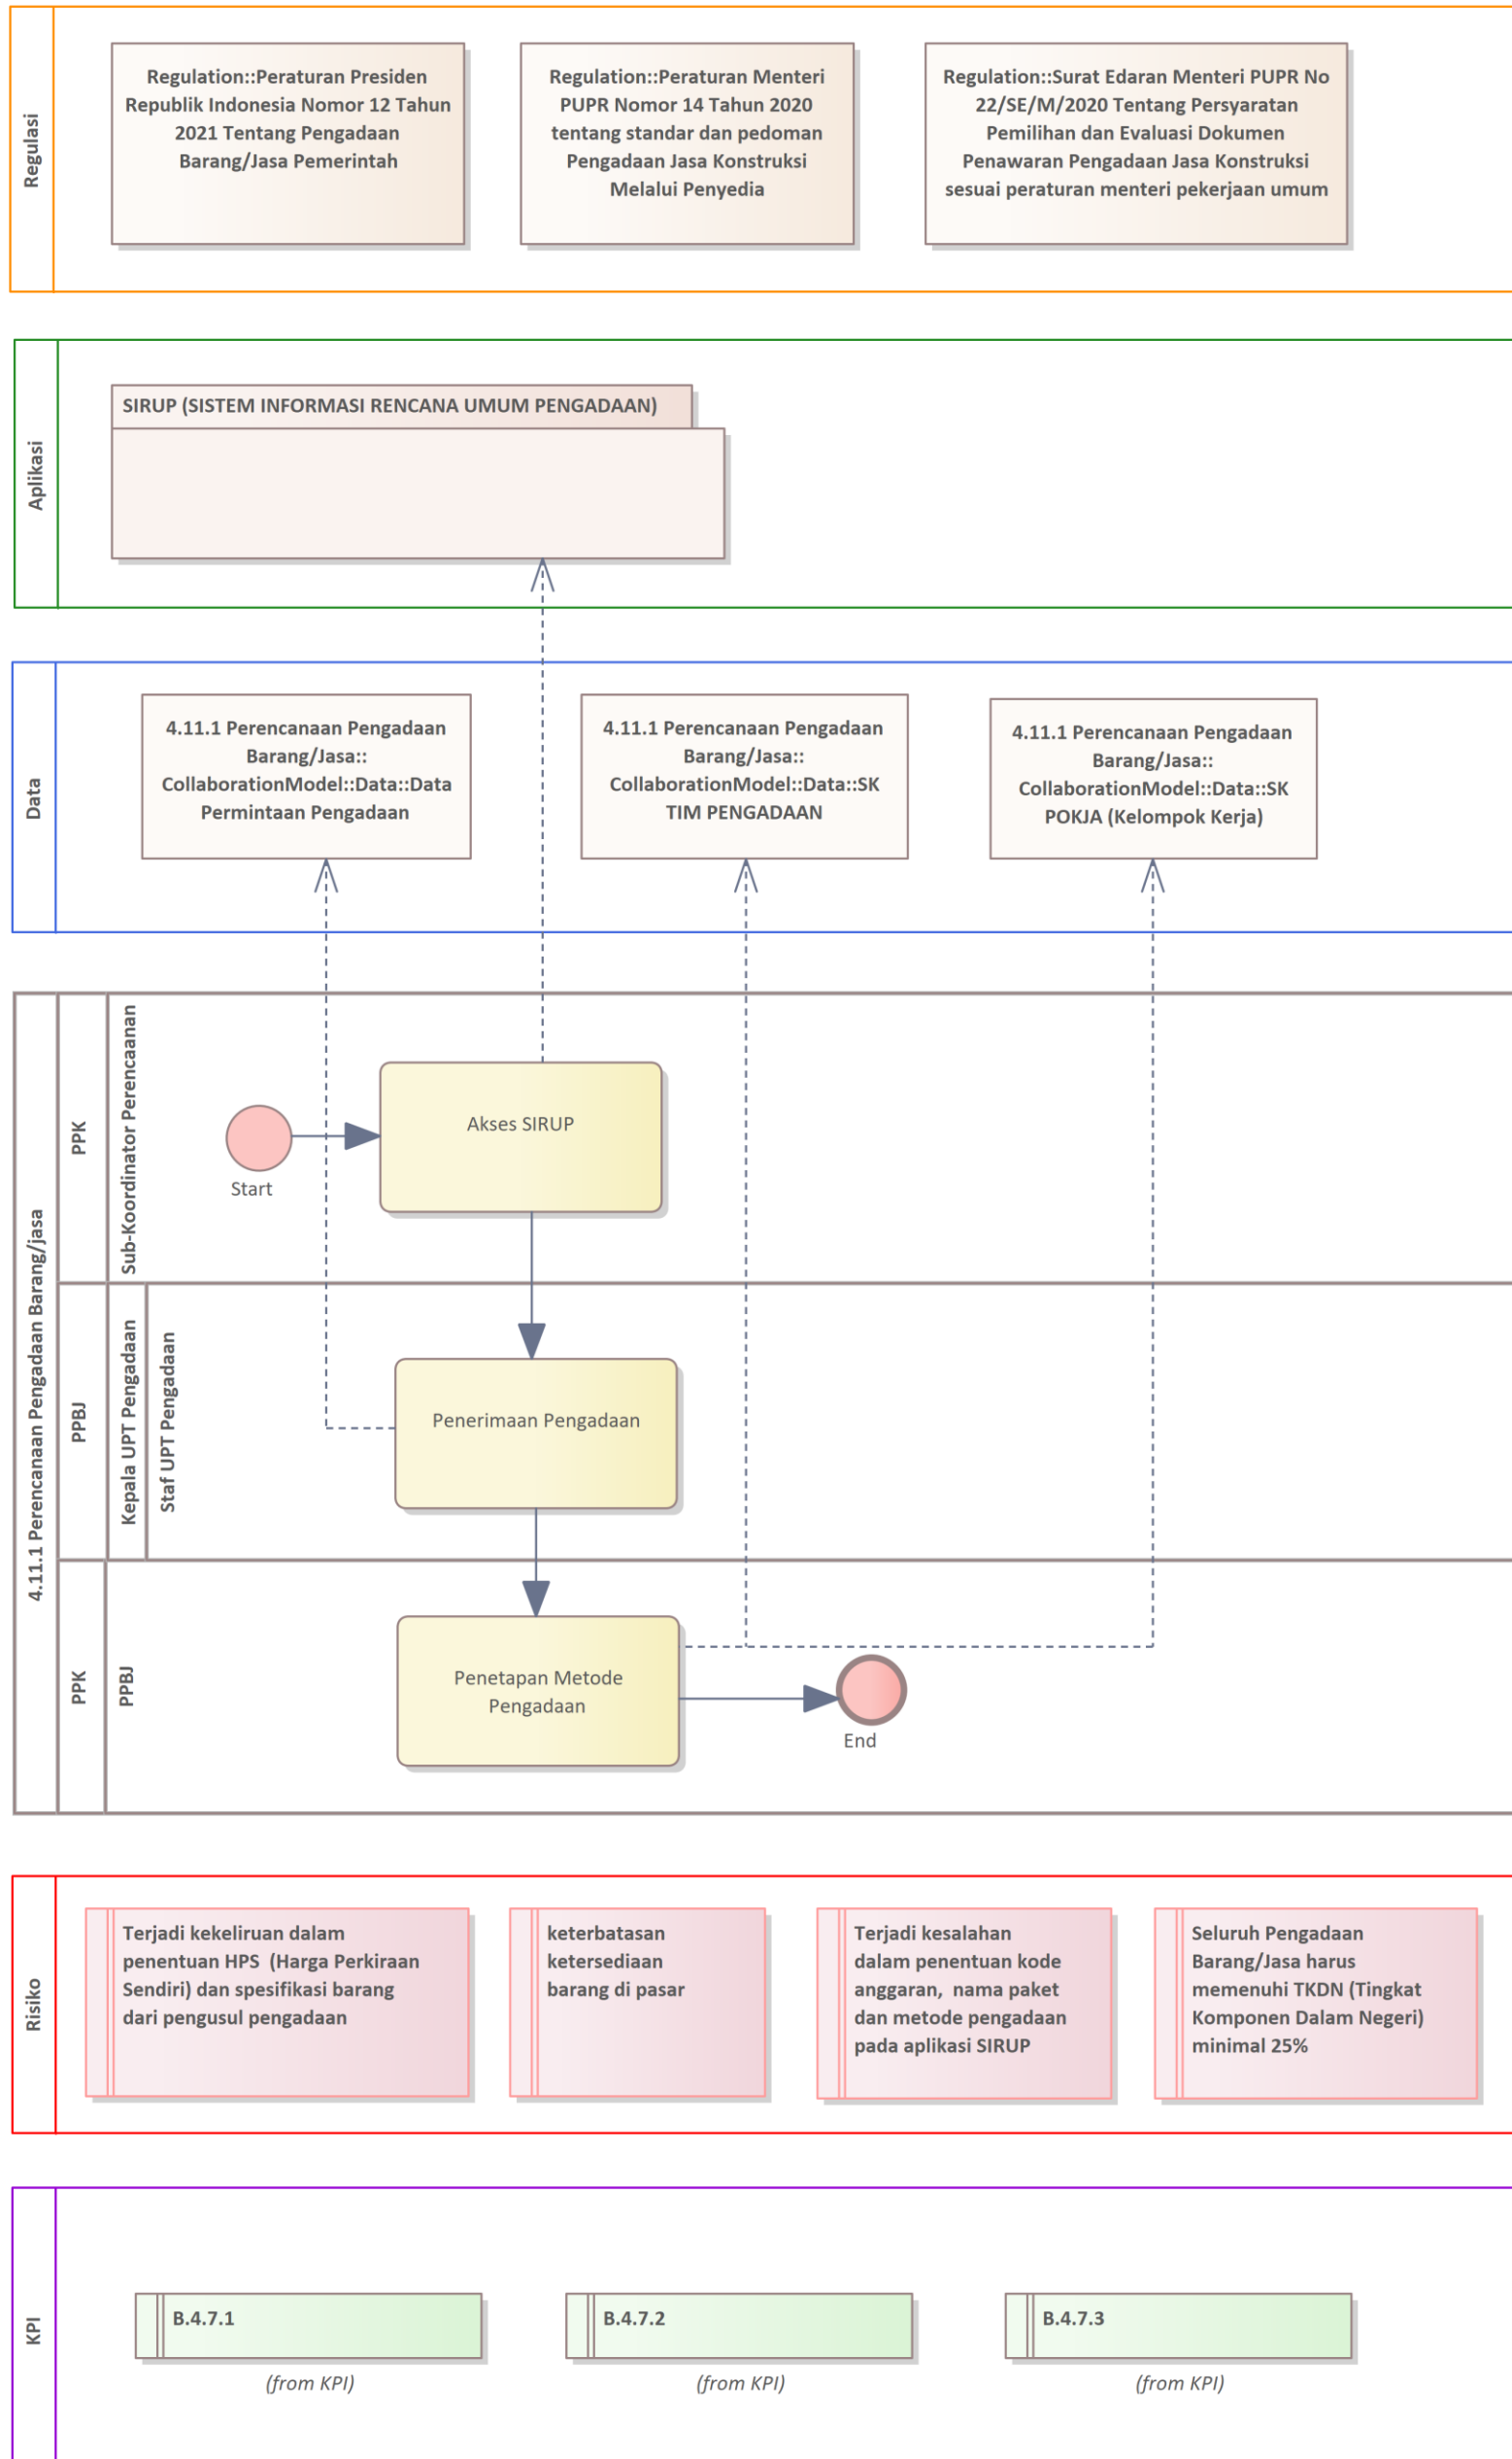 Regulasi
Regulation::Peraturan Presiden
Republik Indonesia Nomor 12 Tahun
2021 Tentang Pengadaan
Barang/Jasa Pemerintah
Regulation::Peraturan Menteri
PUPR Nomor 14 Tahun 2020
tentang standar dan pedoman
Pengadaan Jasa Konstruksi
Melalui Penyedia
Regulation::Surat Edaran Menteri PUPR No
22/SE/M/2020 Tentang Persyaratan
Pemilihan dan Evaluasi Dokumen
Penawaran Pengadaan Jasa Konstruksi
sesuai peraturan menteri pekerjaan umum
Aplikasi
SIRUP (SISTEM INFORMASI RENCANA UMUM PENGADAAN)
Data
4.11.1 Perencanaan Pengadaan
Barang/Jasa::
CollaborationModel::Data::Data
Permintaan Pengadaan
4.11.1 Perencanaan Pengadaan
Barang/Jasa::
CollaborationModel::Data::SK
TIM PENGADAAN
4.11.1 Perencanaan Pengadaan
Barang/Jasa::
CollaborationModel::Data::SK
POKJA (Kelompok Kerja)
4.11.1 Perencanaan Pengadaan Barang/jasa
PPK
Sub-Koordinator Perencaanan
Start
Akses SIRUP
PPBJ
Kepala UPT Pengadaan
Staf UPT Pengadaan
Penerimaan Pengadaan
PPK
PPBJ
Penetapan Metode
Pengadaan
End
Risiko
Terjadi kekeliruan dalam
penentuan HPS  (Harga Perkiraan
Sendiri) dan spesifikasi barang
dari pengusul pengadaan
keterbatasan
ketersediaan
barang di pasar
Terjadi kesalahan
dalam penentuan kode
anggaran,  nama paket
dan metode pengadaan
pada aplikasi SIRUP
Seluruh Pengadaan
Barang/Jasa harus
memenuhi TKDN (Tingkat
Komponen Dalam Negeri)
minimal 25%
KPI
B.4.7.1
(from KPI)
B.4.7.2
(from KPI)
B.4.7.3
(from KPI)